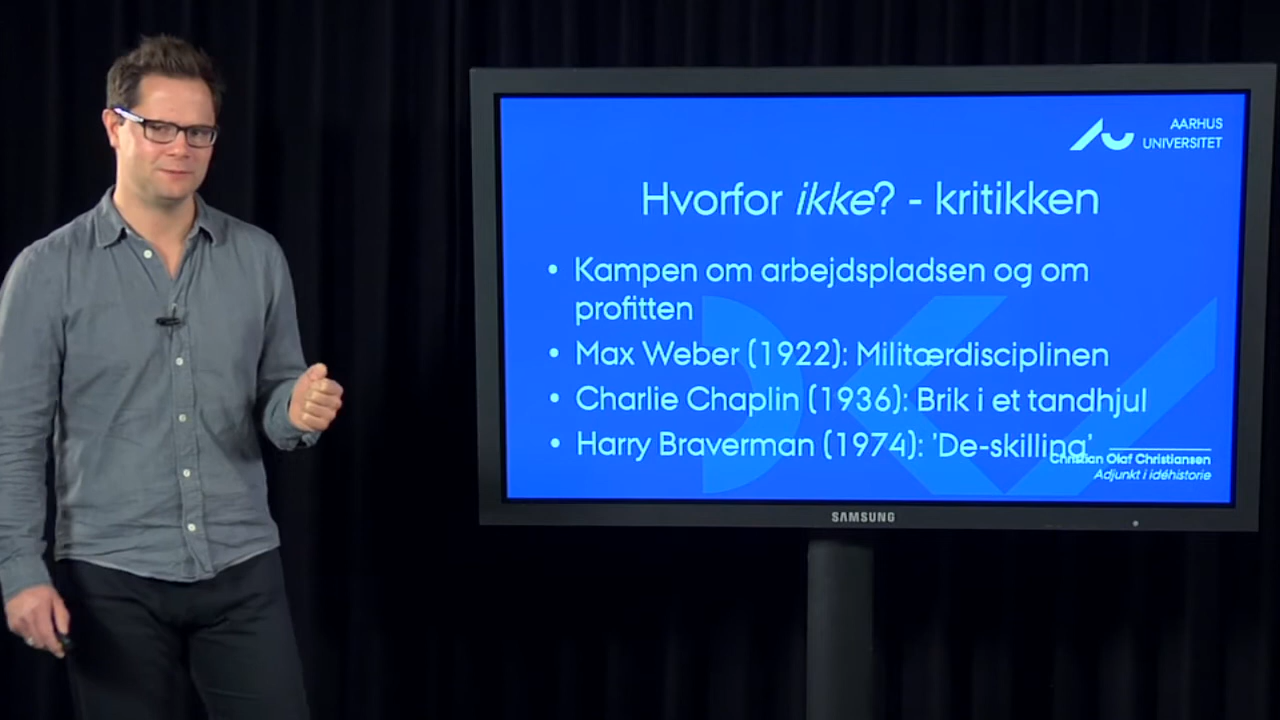 AARHUS
UNIVERSITET
Hvorfor ikke? - kritikken
• Kampen om arbejdspladsen og om
profitten
• Max Weber (1922): Militærdisciplinen
• Charlie Chaplin (1936): Brik i et tandhjul
• Harry Braverman (1974): 'De-skilling'
Christian Olaf Christiansen
Adjunkt i idéhistorie
SAMSUNG